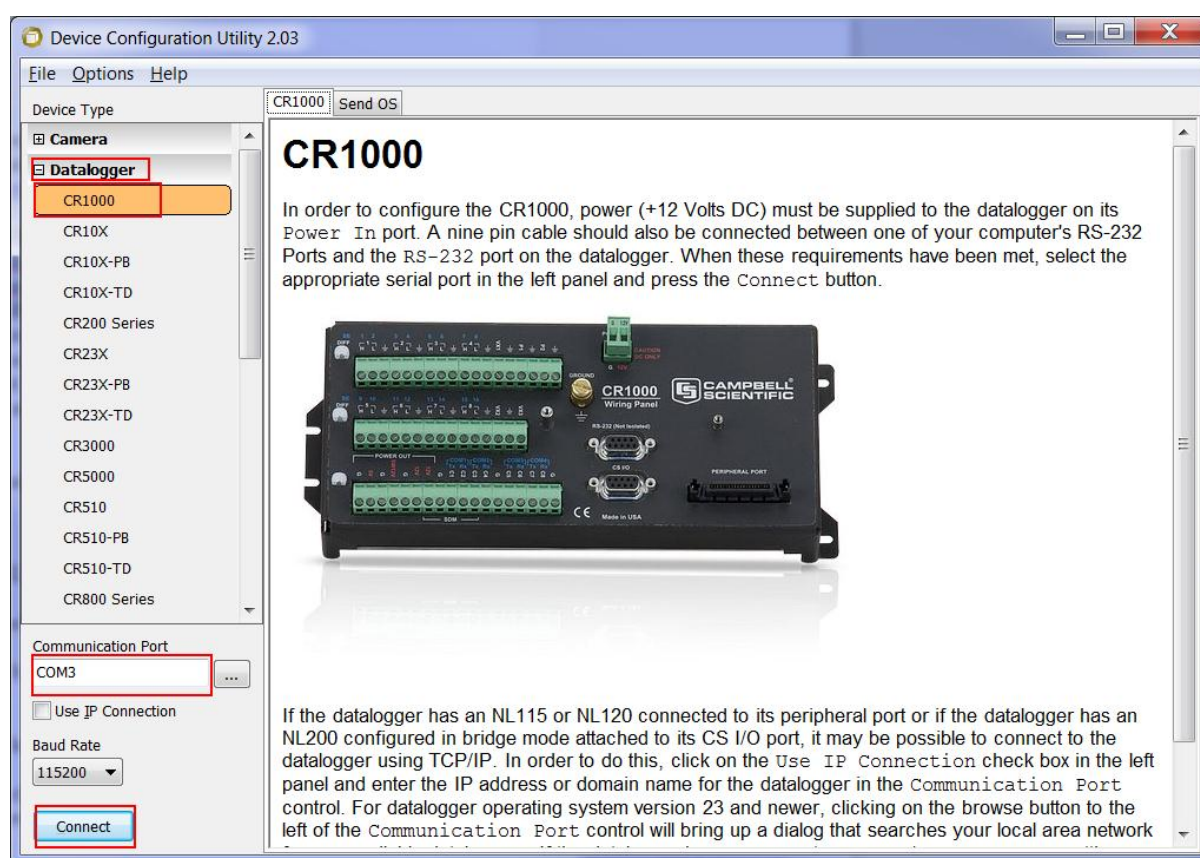 Device Configuration Utility 2.03
File Options Help
Device Type
Camera
Datalogger
CR1000
CR10X
CR10X-PB
CR10X-TD
CR200 Series
CR23X
CR23X-PB
CR23X-TD
CR3000
CR5000
CR510
CR510-PB
CR510-TD
CR800 Series
Communication Port
COM3
...
Use IP Connection
Baud Rate
115200
Connect
CR1000 Send OS
CR1000
In order to configure the CR1000, power (+12 Volts DC) must be supplied to the datalogger on its
Power In port. A nine pin cable should also be connected between one of your computer's RS-232
Ports and the RS-232 port on the datalogger. When these requirements have been met, select the
appropriate serial port in the left panel and press the Connect button.
CAUTION
DC ONLY
G 12V
GROUND
CR1000
Wiring Panel
CAMPBELL
SCIENTIFIC
RS-232 (Not Isolated)
CS I/O
PERIPHERAL PORT
POWER OUT
SDM
CE Made in USA
If the datalogger has an NL115 or NL120 connected to its peripheral port or if the datalogger has an
NL200 configured in bridge mode attached to its CS I/O port, it may be possible to connect to the
datalogger using TCP/IP. In order to do this, click on the Use IP Connection check box in the left
panel and enter the IP address or domain name for the datalogger in the Communication Port
control. For datalogger operating system version 23 and newer, clicking on the browse button to the
left of the Communication Port control will bring up a dialog that searches your local area network